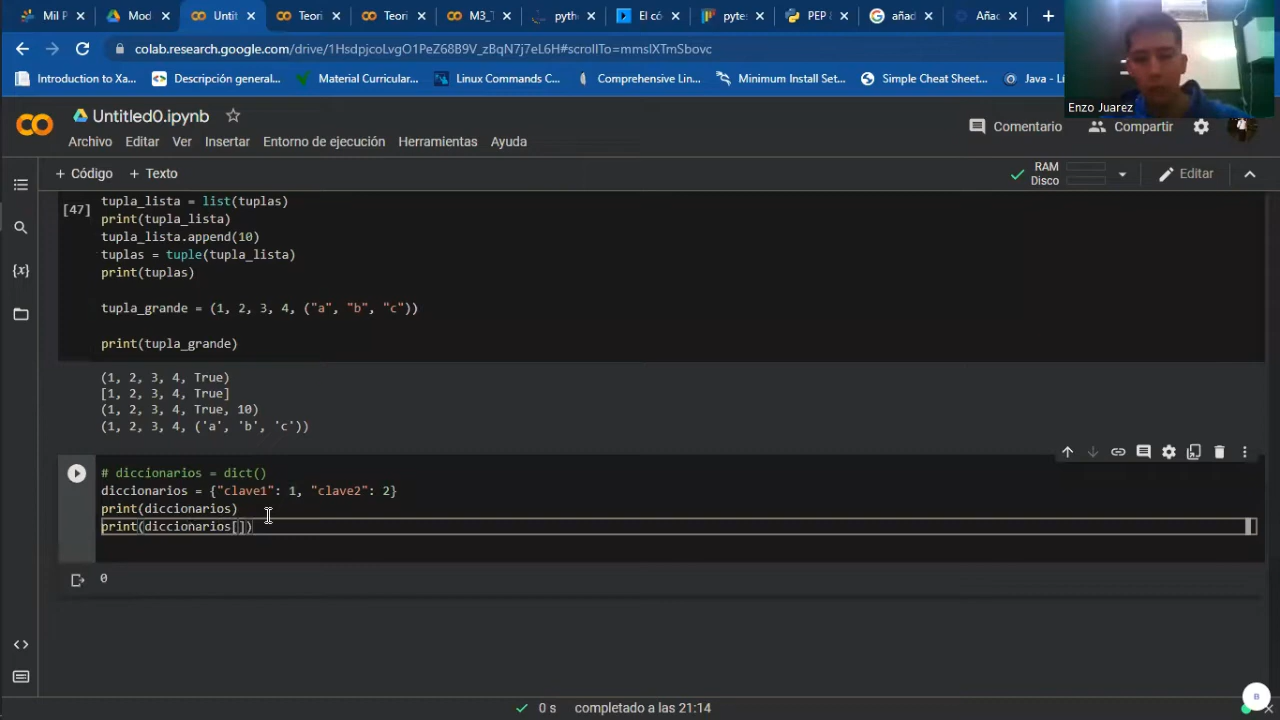 Mil P
Mod
Untit
Teori
Teori
M3_T
pyth
El có
pytes
PEP 8
añad
Aña
colab.research.google.com/drive/1HsdpjcoLvgO1PeZ68B9V_zBqN7j7eL6H#scrollTo=mmslXTmSbovc
Introduction to Xa...
Descripción general...
Material Curricular...
Linux Commands C...
Comprehensive Lin...
Minimum Install Set...
Simple Cheat Sheet...
Java - Li
Enzo Juarez
Untitled0.ipynb
Comentario
Compartir
Archivo Editar Ver Insertar Entorno de ejecución Herramientas Ayuda
+ Código + Texto
RAM
Disco
Editar
[47]
tupla_lista = list(tuplas)
print(tupla_lista)
tupla_lista.append(10)
tuplas = tuple(tupla_lista)
print(tuplas)
tupla_grande = (1, 2, 3, 4, ("a", "b", "c"))
print(tupla_grande)
(1, 2, 3, 4, True)
[1, 2, 3, 4, True]
(1, 2, 3, 4, True, 10)
(1, 2, 3, 4, ('a', 'b', 'c'))
# diccionarios = dict()
diccionarios = {"clave1": 1, "clave2": 2}
print(diccionarios)
print(diccionarios[])
0
0 s completado a las 21:14
B